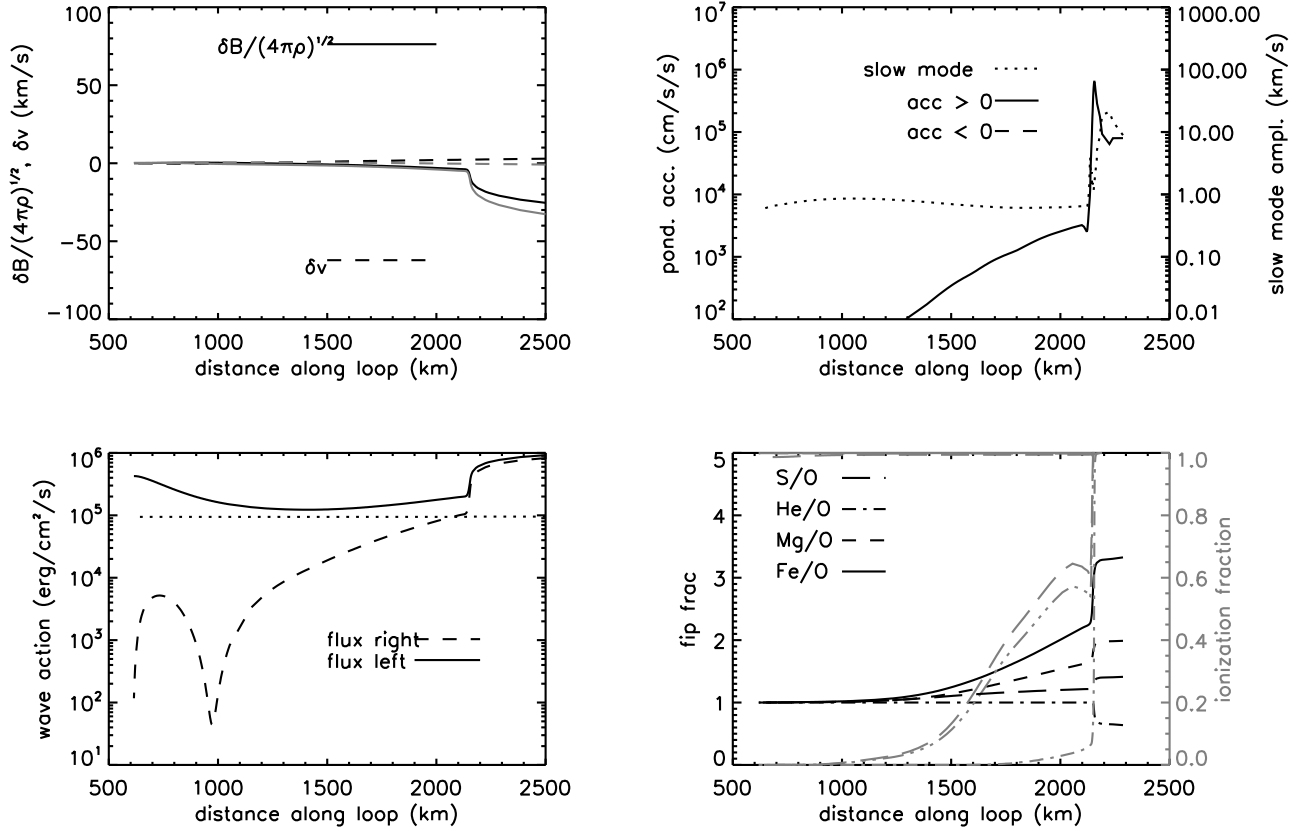 100
50
0
−50
−100
δB/(4πρ)^1/2, δv (km/s)
δB/(4πρ)^1/2
δv
500 1000 1500 2000 2500
distance along loop (km)
10^7
10^6
10^5
10^4
10^3
10^2
pond. acc. (cm/s/s)
slow mode
acc > 0
acc < 0
1000.00
100.00
10.00
1.00
0.10
0.01
slow mode ampl. (km/s)
500 1000 1500 2000 2500
distance along loop (km)
10^6
10^5
10^4
10^3
10^2
10^1
wave action (erg/cm^2/s)
flux right
flux left
500 1000 1500 2000 2500
distance along loop (km)
5
4
3
2
1
0
fip frac
S/O
He/O
Mg/O
Fe/O
1.0
0.8
0.6
0.4
0.2
0.0
ionization fraction
500 1000 1500 2000 2500
distance along loop (km)